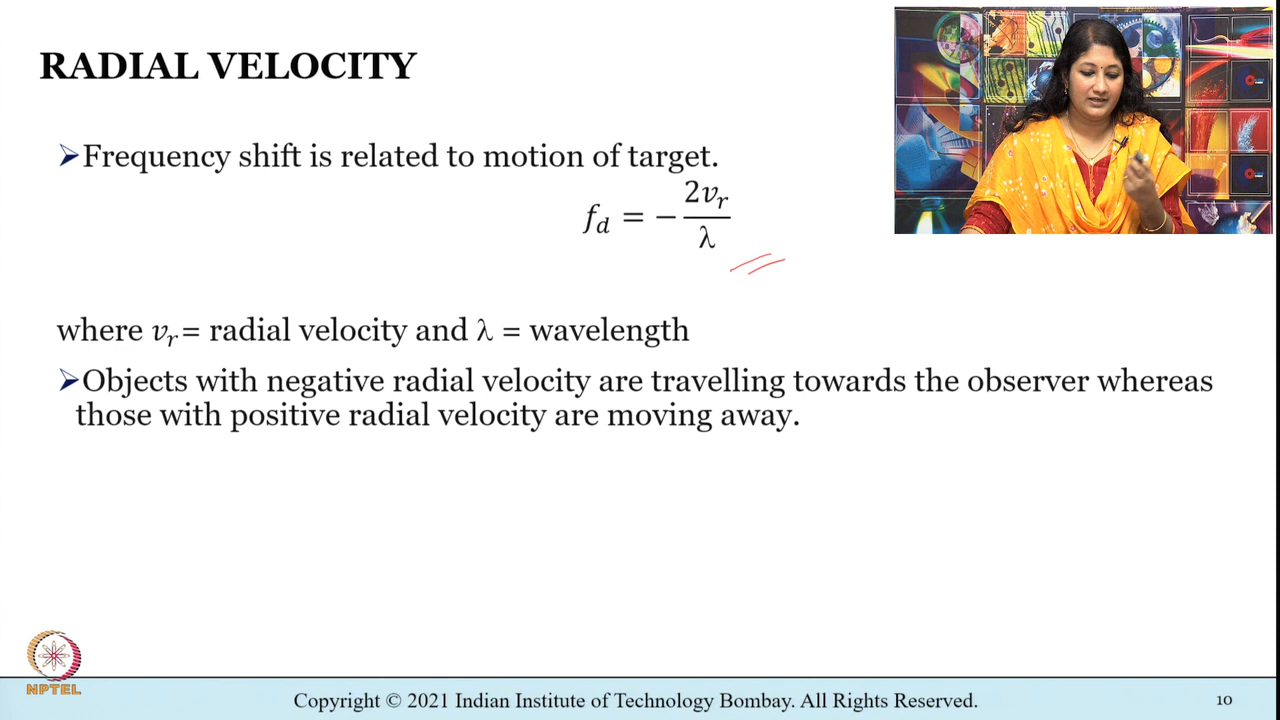 RADIAL VELOCITY
➤Frequency shift is related to motion of target.
f_d = − 2v_r / λ
where v_r = radial velocity and λ = wavelength
➤Objects with negative radial velocity are travelling towards the observer whereas
those with positive radial velocity are moving away.
NPTEL
Copyright © 2021 Indian Institute of Technology Bombay. All Rights Reserved.
10